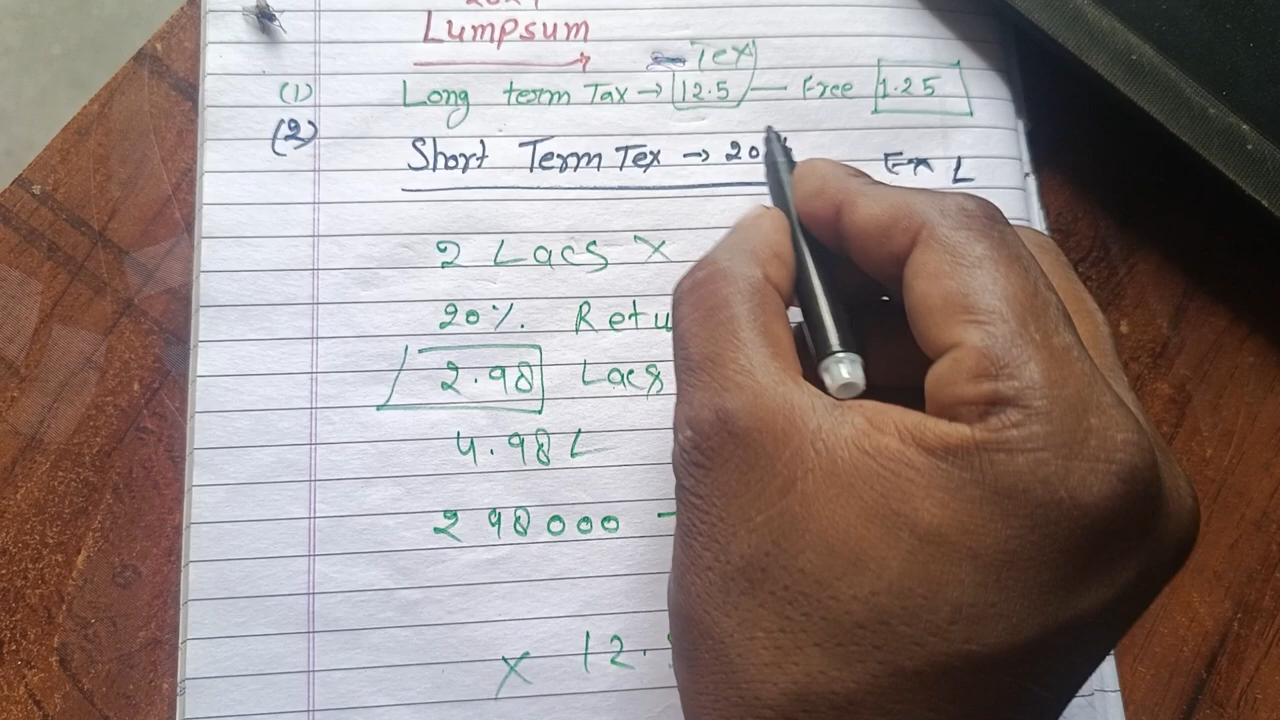 Lumpsum
Tex
(1) Long term Tax → 12.5 — Free 1.25
(2) Short Term Tex → 20
2 Lacs X
20%. Retu
2.98 Lacs
4.98 L
298000 -
X 12.